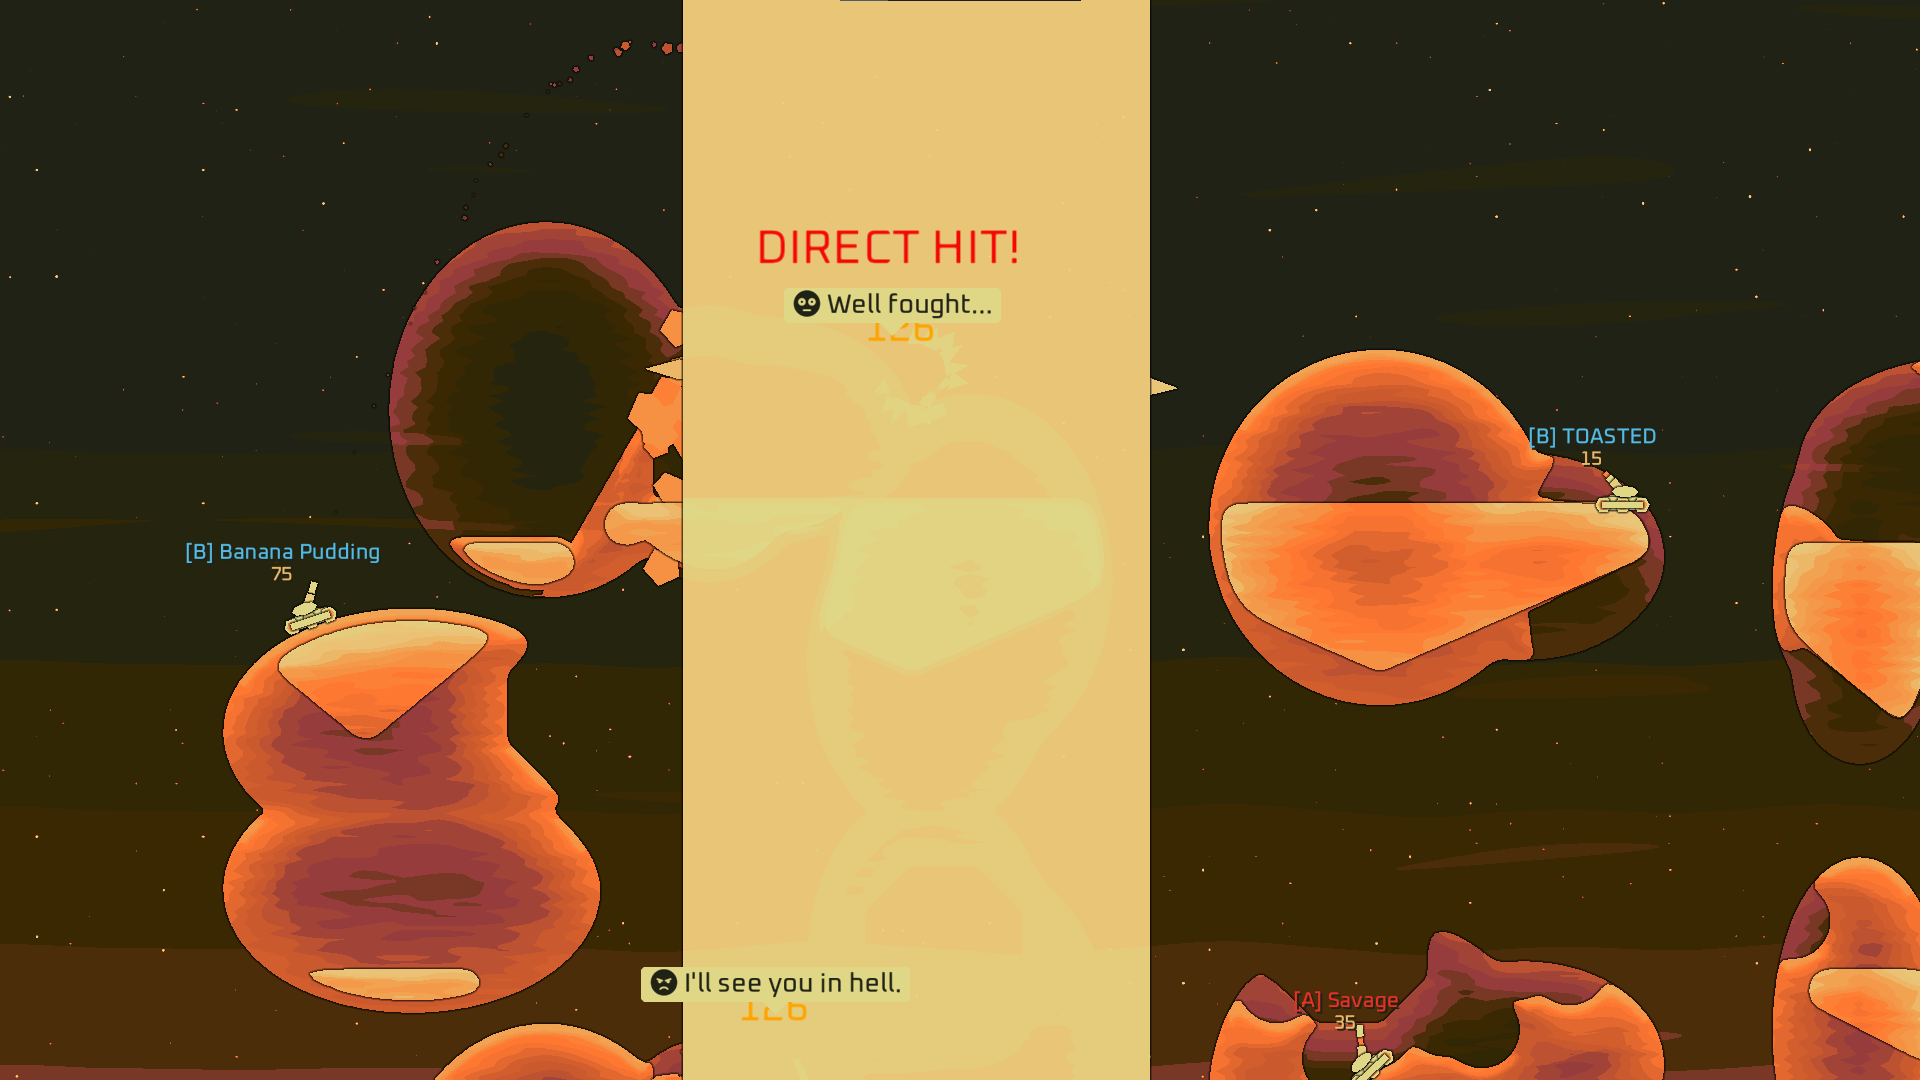 DIRECT HIT!
Well fought...
126
[B] TOASTED
15
[B] Banana Pudding
75
I'll see you in hell.
126
[A] Savage
35